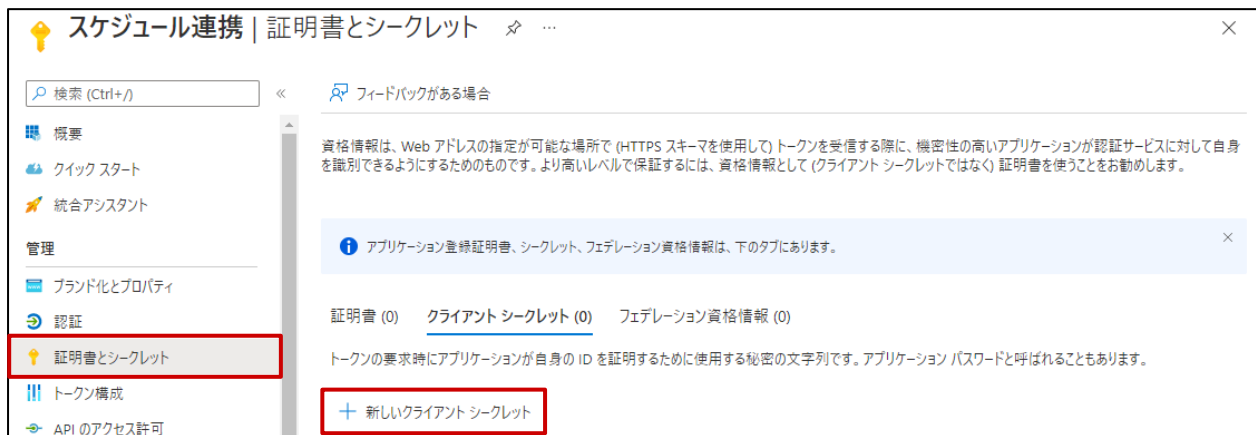 スケジュール連携 | 証明書とシークレット …
検索 (Ctrl+/)
«
フィードバックがある場合
概要
クイック スタート
統合アシスタント
管理
ブランド化とプロパティ
認証
証明書とシークレット
トークン構成
API のアクセス許可
資格情報は、Web アドレスの指定が可能な場所で (HTTPS スキーマを使用して) トークンを受信する際に、機密性の高いアプリケーションが認証サービスに対して自身
を識別できるようにするためのものです。より高いレベルで保証するには、資格情報として (クライアント シークレットではなく) 証明書を使うことをお勧めします。
アプリケーション登録証明書、シークレット、フェデレーション資格情報は、下のタブにあります。
証明書 (0) クライアント シークレット (0) フェデレーション資格情報 (0)
トークンの要求時にアプリケーションが自身の ID を証明するために使用する秘密の文字列です。アプリケーション パスワードと呼ばれることもあります。
新しいクライアント シークレット